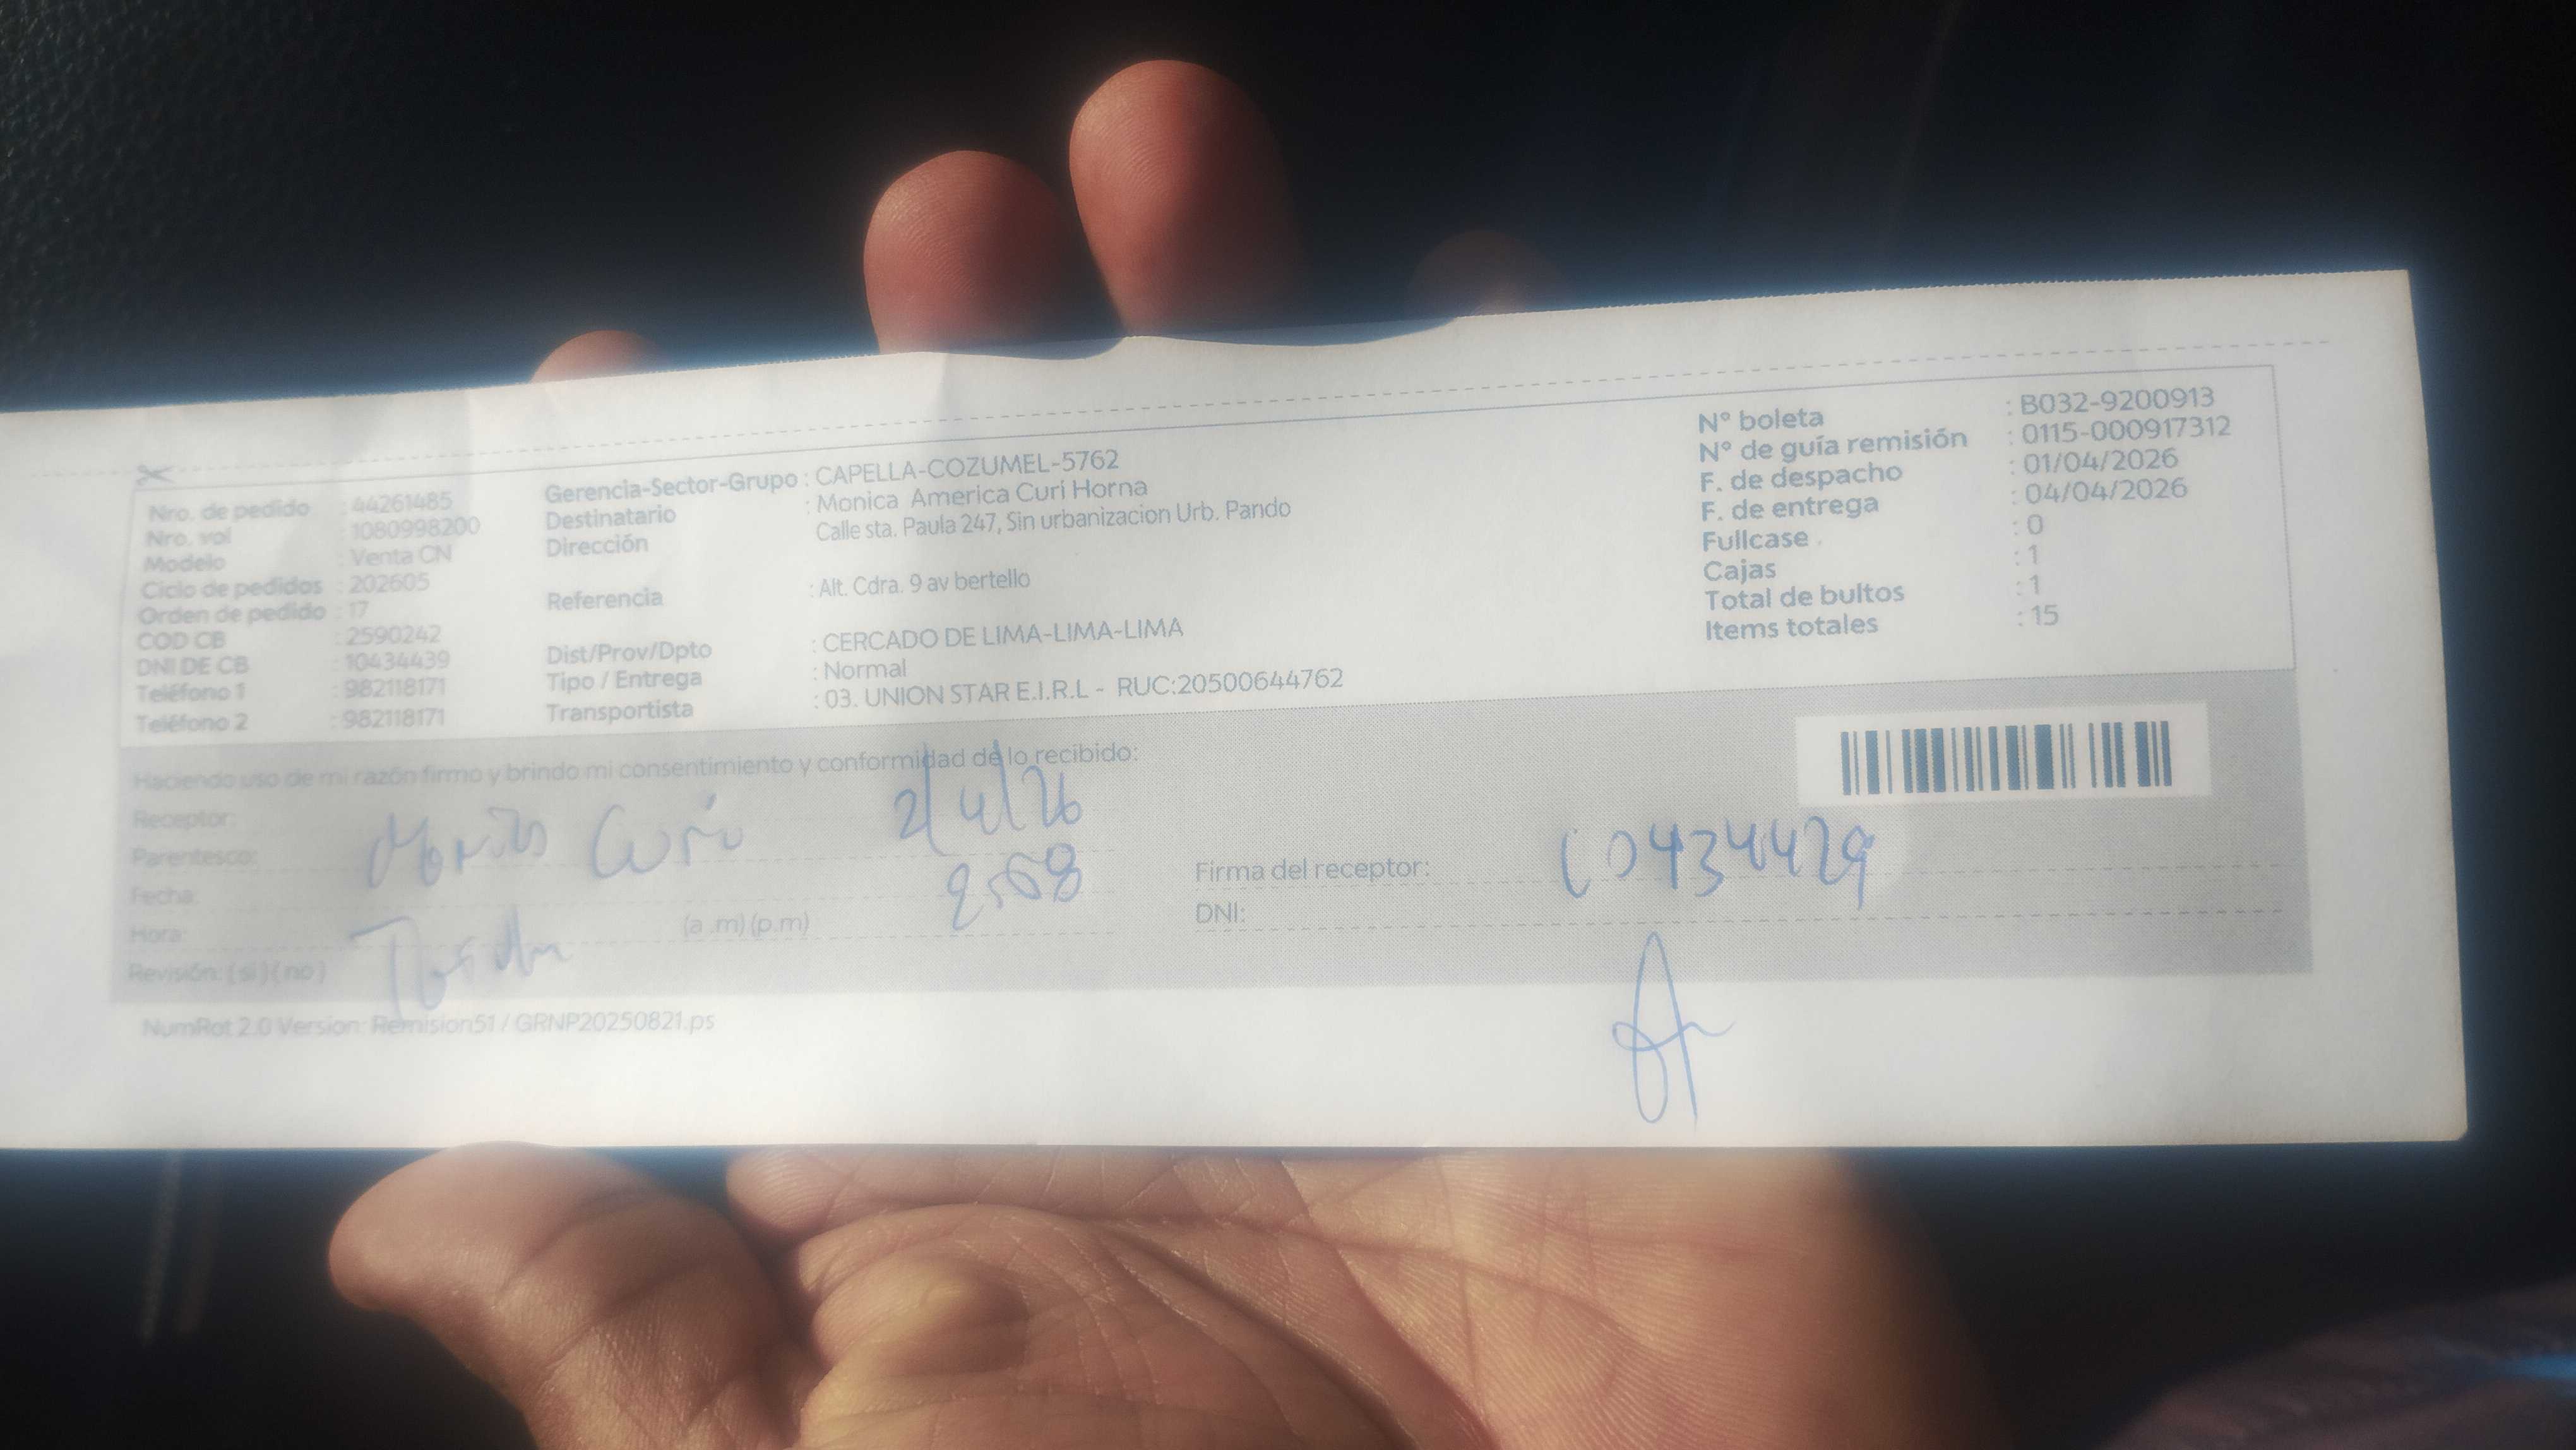 Nro. de pedido : 44261485
Nro. vol : 1080998200
Modelo : Venta CN
Ciclo de pedidos : 202605
Orden de pedido : 17
COD CB : 2590242
DNI DE CB : 10434439
Teléfono 1 : 982118171
Teléfono 2 : 982118171
Gerencia-Sector-Grupo : CAPELLA-COZUMEL-5762
Destinatario : Monica America Curi Horna
Dirección Calle sta. Paula 247, Sin urbanizacion Urb. Pando
Referencia : Alt. Cdra. 9 av bertello
Dist/Prov/Dpto : CERCADO DE LIMA-LIMA-LIMA
Tipo / Entrega : Normal
Transportista : 03. UNION STAR E.I.R.L - RUC:20500644762
N° boleta : B032-9200913
N° de guía remisión : 0115-000917312
F. de despacho : 01/04/2026
F. de entrega : 04/04/2026
Fullcase : 0
Cajas : 1
Total de bultos : 1
Items totales : 15
Haciendo uso de mi razón firmo y brindo mi consentimiento y conformidad de lo recibido:
Receptor: Curi 2/4/26
Parentesco:
Fecha:
Hora: (a .m) (p.m)
Revisión: ( si ) ( no )
Firma del receptor: 10434429
DNI:
NumRot 2.0 Version: Remision51 / GRNP20250821.ps